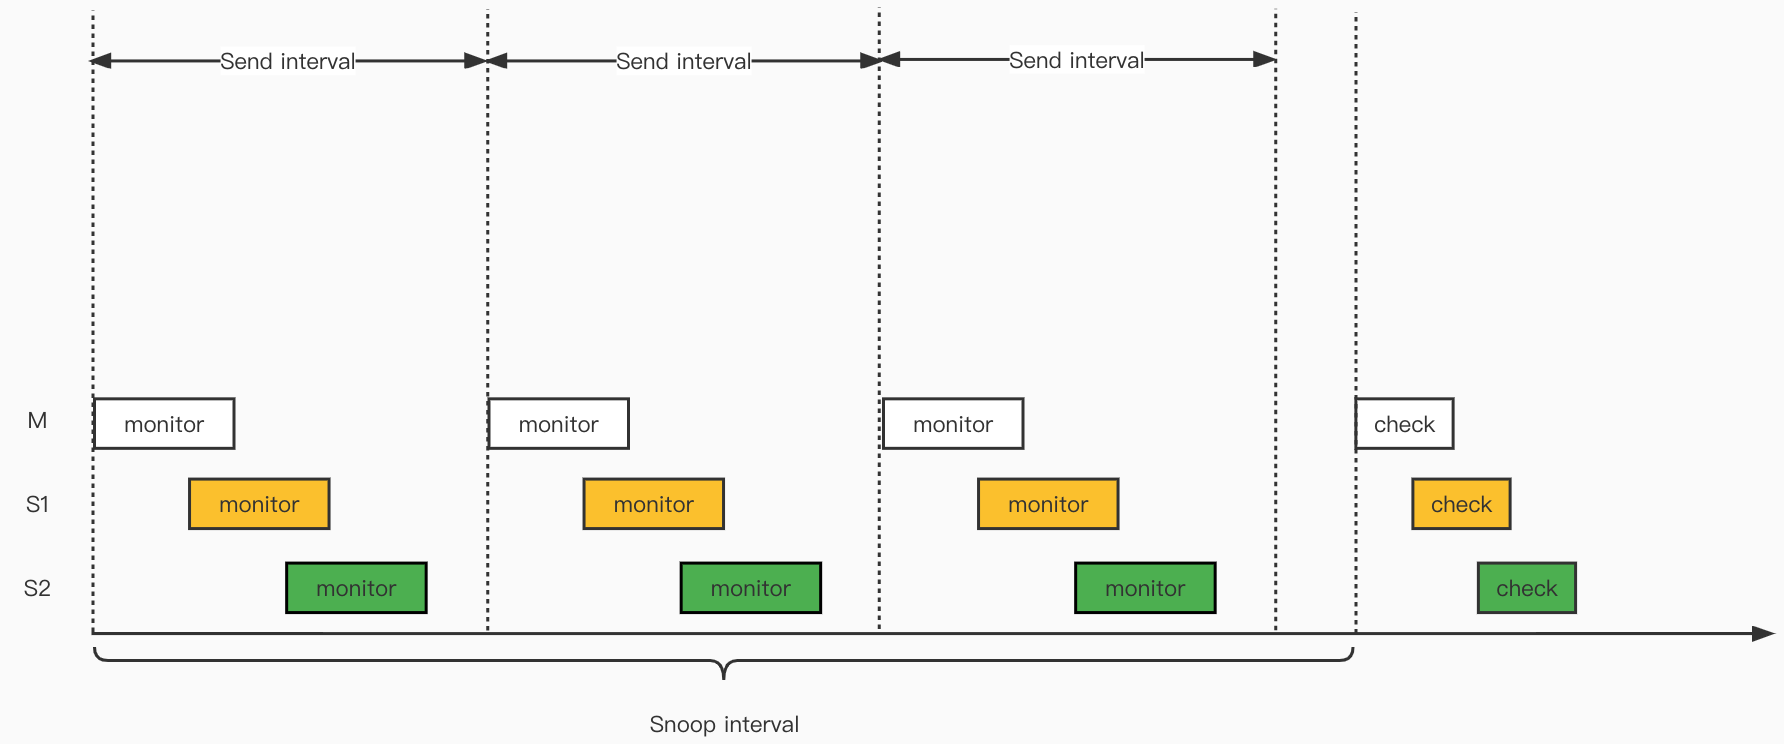 Send interval Send interval Send interval
M monitor monitor monitor check
S1 monitor monitor monitor check
S2 monitor monitor monitor check
Snoop interval